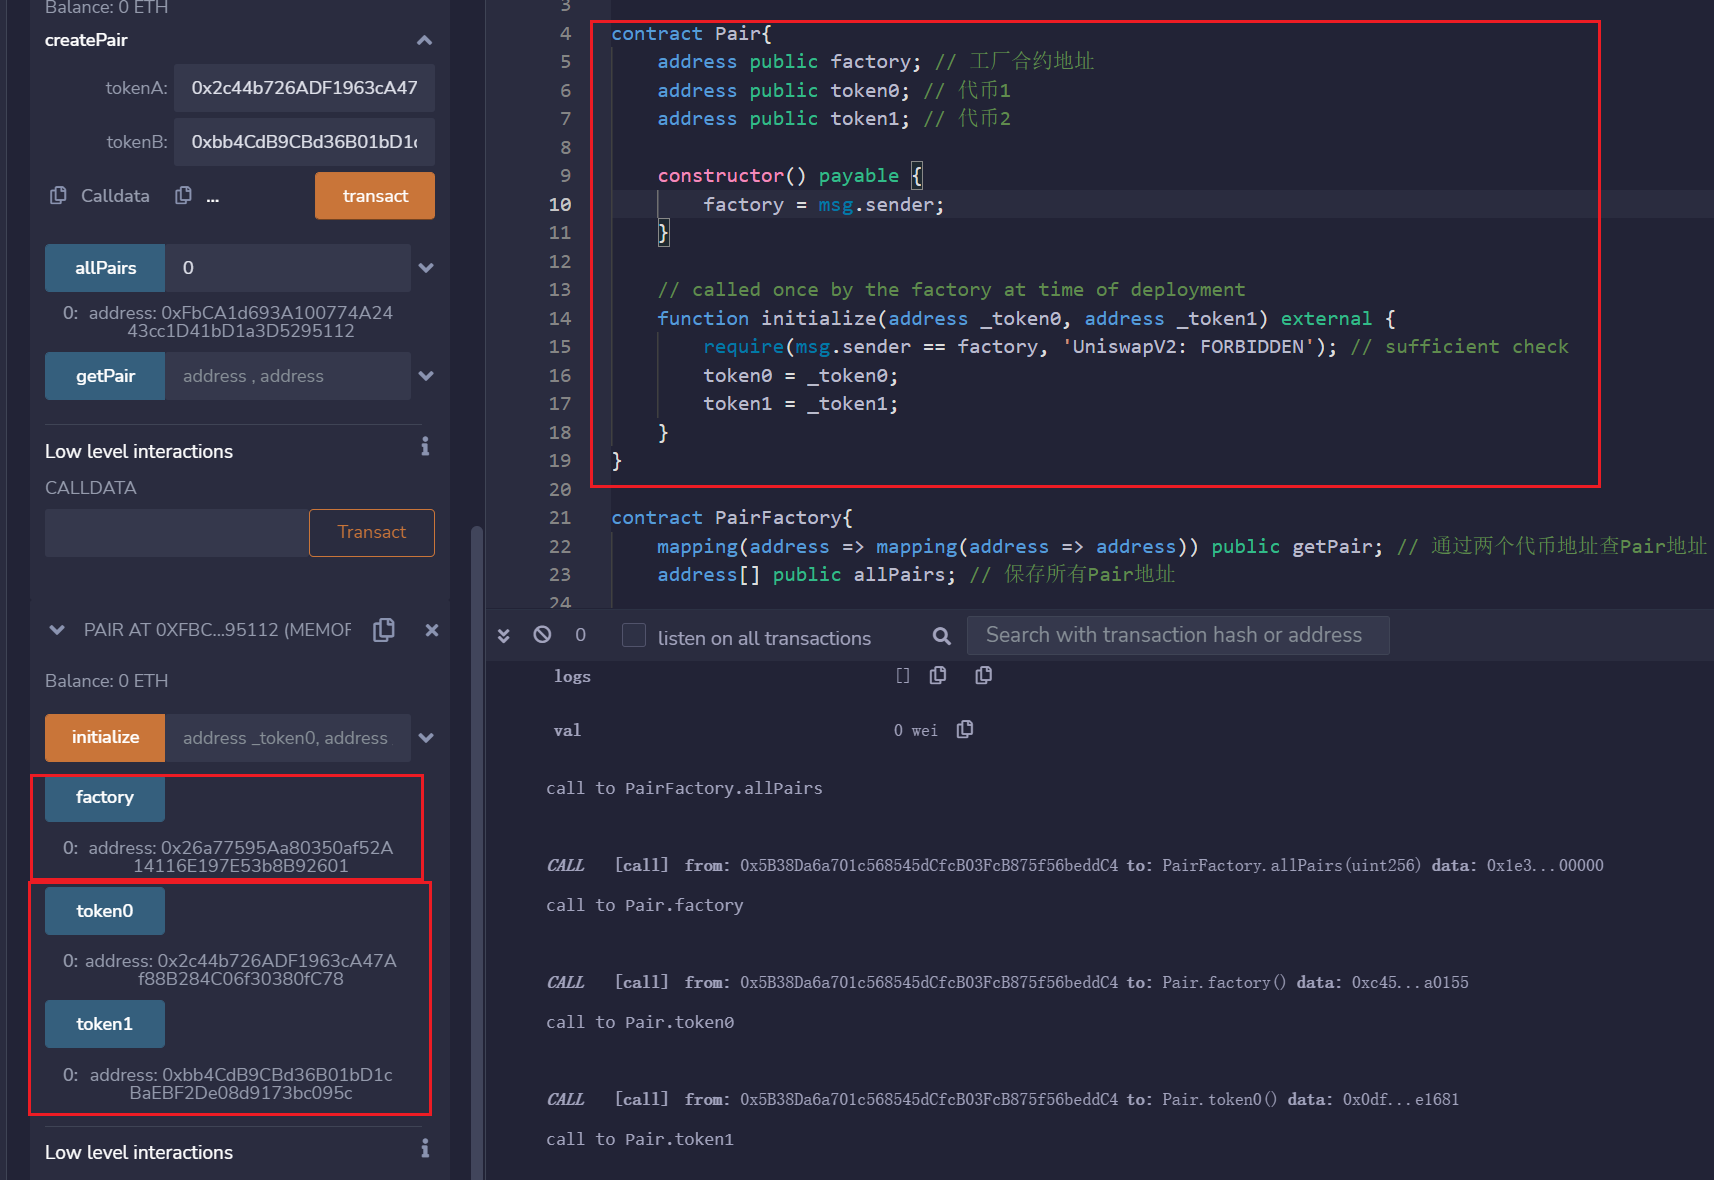 Balance: 0 ETH
createPair
tokenA: 0x2c44b726ADF1963cA47
tokenB: 0xbb4CdB9CBd36B01bD1
Calldata ... transact
allPairs 0
0: address: 0xFbCA1d693A100774A24
43cc1D41bD1a3D5295112
getPair address , address
Low level interactions i
CALLDATA
Transact
PAIR AT 0XFBC...95112 (MEMOR
Balance: 0 ETH
initialize address _token0, address
factory
0: address: 0x26a77595Aa80350af52A
14116E197E53b8B92601
token0
0: address: 0x2c44b726ADF1963cA47A
f88B284C06f30380fC78
token1
0: address: 0xbb4CdB9CBd36B01bD1c
BaEBF2De08d9173bc095c
Low level interactions i
3
4 contract Pair{
5 address public factory; // 工厂合约地址
6 address public token0; // 代币1
7 address public token1; // 代币2
8
9 constructor() payable {
10 factory = msg.sender;
11 }
12
13 // called once by the factory at time of deployment
14 function initialize(address _token0, address _token1) external {
15 require(msg.sender == factory, 'UniswapV2: FORBIDDEN'); // sufficient check
16 token0 = _token0;
17 token1 = _token1;
18 }
19 }
20
21 contract PairFactory{
22 mapping(address => mapping(address => address)) public getPair; // 通过两个代币地址查Pair地址
23 address[] public allPairs; // 保存所有Pair地址
24
0 listen on all transactions Search with transaction hash or address
logs []
val 0 wei
call to PairFactory.allPairs
CALL [call] from: 0x5B38Da6a701c568545dCfcB03FcB875f56beddC4 to: PairFactory.allPairs(uint256) data: 0x1e3...00000
call to Pair.factory
CALL [call] from: 0x5B38Da6a701c568545dCfcB03FcB875f56beddC4 to: Pair.factory() data: 0xc45...a0155
call to Pair.token0
CALL [call] from: 0x5B38Da6a701c568545dCfcB03FcB875f56beddC4 to: Pair.token0() data: 0x0df...e1681
call to Pair.token1